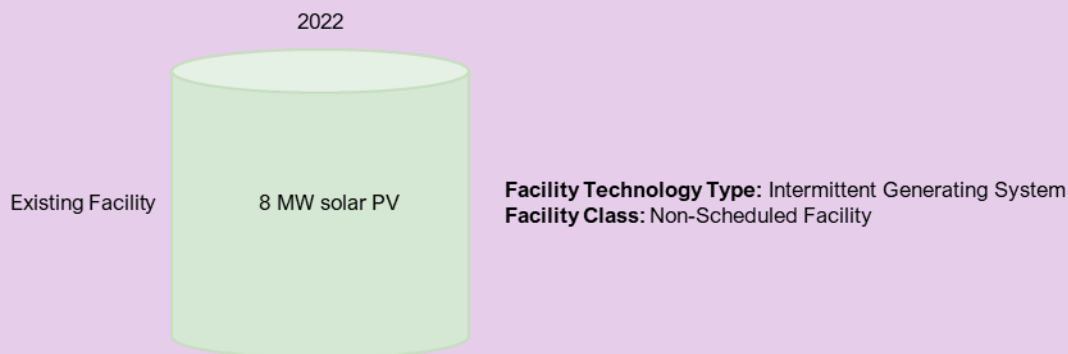 2022
Existing Facility
8 MW solar PV
Facility Technology Type: Intermittent Generating System
Facility Class: Non-Scheduled Facility